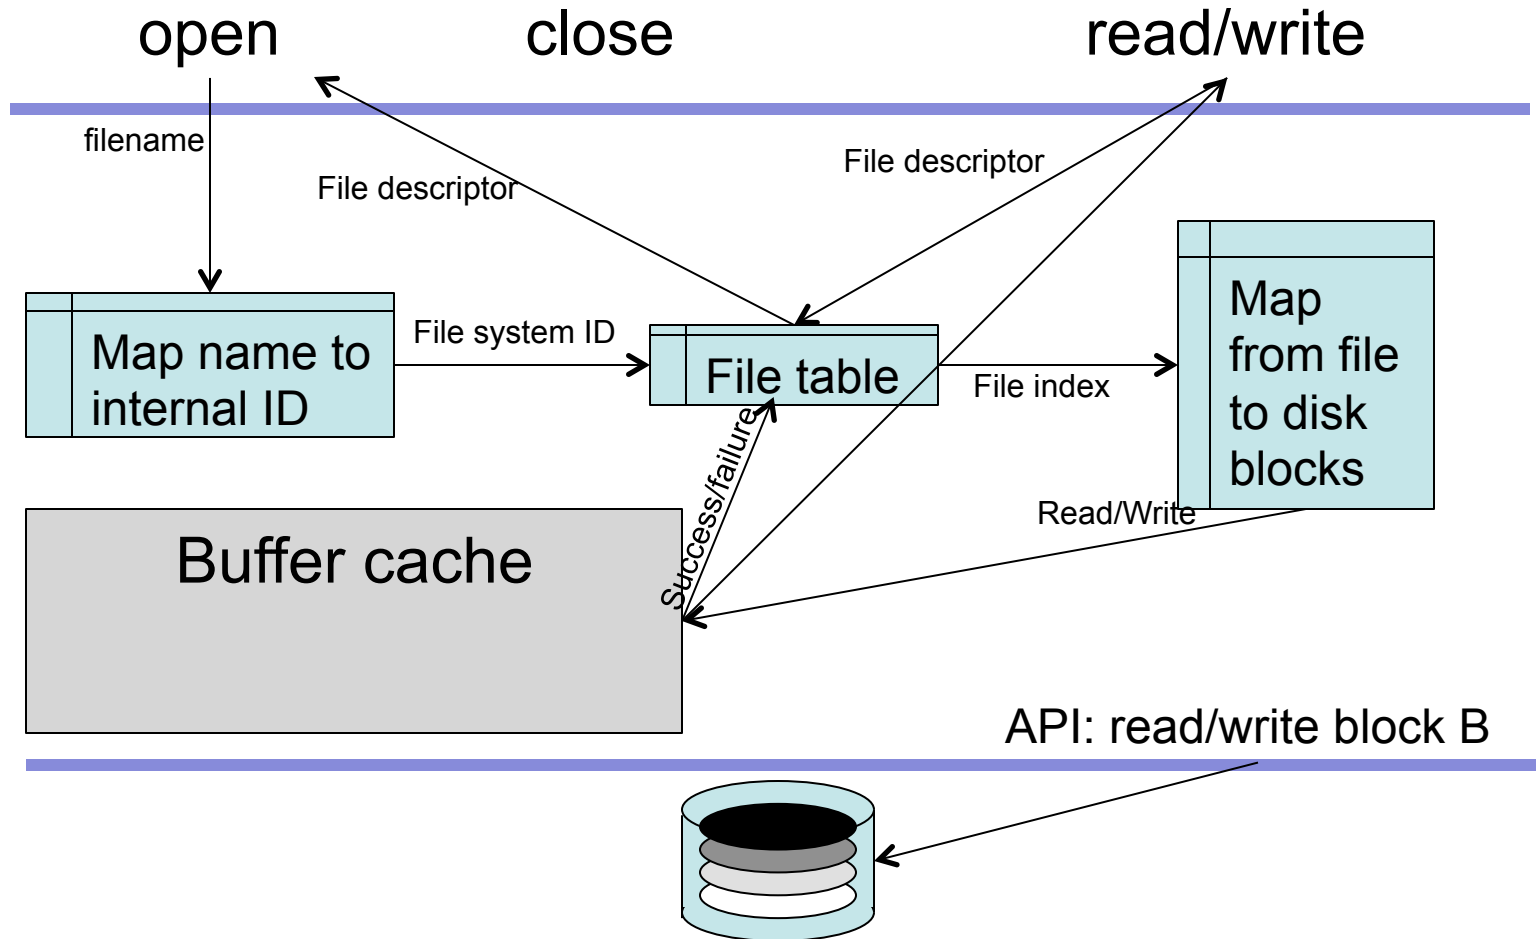 open
close
read/write
filename
File descriptor
File descriptor
Map name to
internal ID
File system ID
File table
File index
Map
from file
to disk
blocks
Success/failure
Read/Write
Buffer cache
API: read/write block B